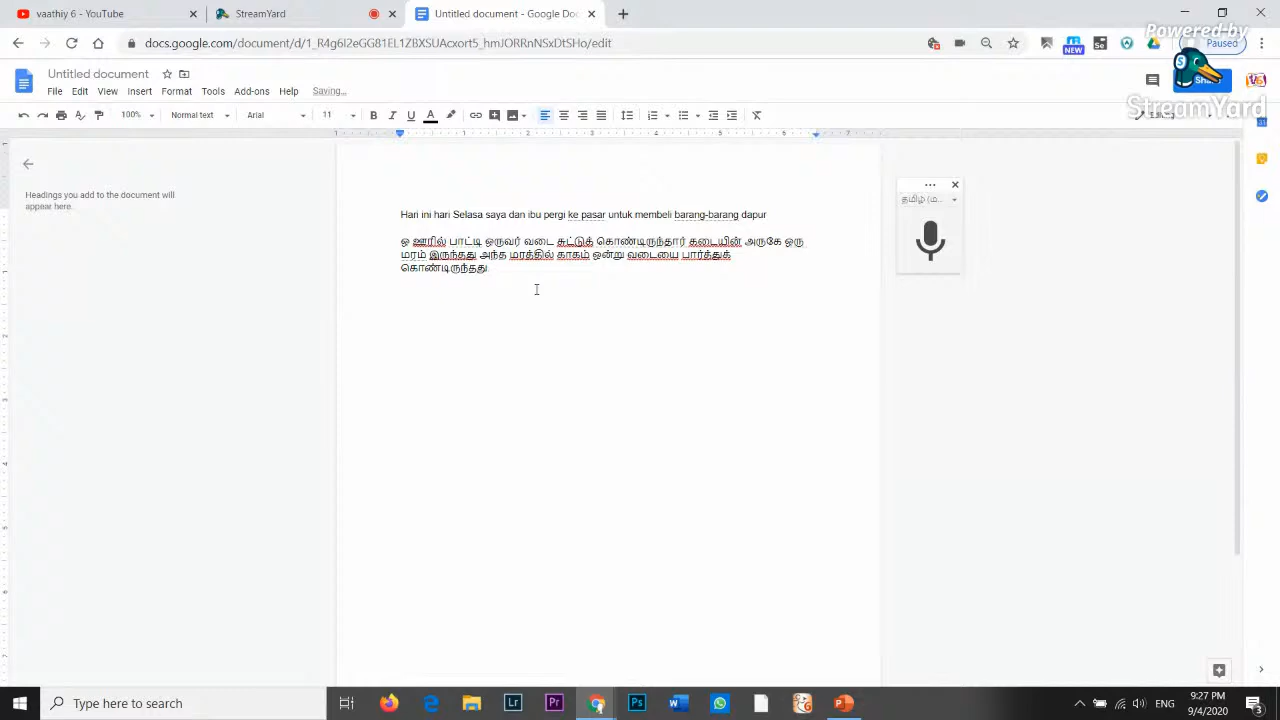 vaathiy 6 - YouTube
StreamYard
Untitled document - Google Doc
docs.google.com/document/d/1_R4g6I2eGG81EL1ZBXSUAdort5_hmHmAtSxDtSHo/edit
Paused
Powered by
StreamYard
NEW
Untitled document
File Edit View Insert Format Tools Add-ons Help Saving...
100% Normal text Arial 11
Headings you add to the document will
appear here.
தமிழ் (ம...
Hari ini hari Selasa saya dan ibu pergi ke pasar untuk membeli barang-barang dapur
ஒ ஊரில் பாட்டி ஒருவர் வடை சுட்டுக் கொண்டிருந்தார் கடையின் அருகே ஒரு
மரம் இருந்தது அந்த மரத்தில் காகம் ஒன்று வடையை பார்த்துக்
கொண்டிருந்தது
Type here to search
ENG
9:27 PM
9/4/2020